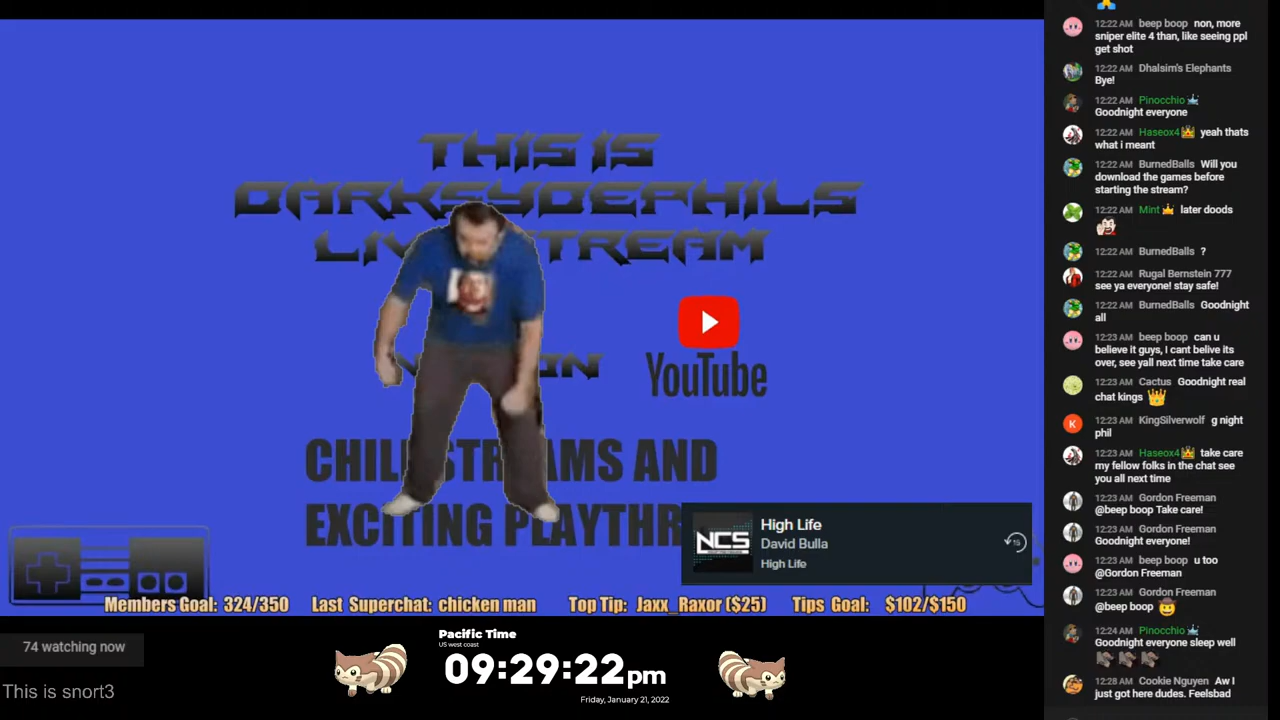 THIS IS
DARKSYDEPHILS
ON
YouTube
CHILL STREAMS AND
EXCITING PLAYTHR
NCS
High Life
David Bulla
High Life
15
Members Goal: 324/350 Last Superchat: chicken man Top Tip: Jaxx_Raxor ($25) Tips Goal: $102/$150
74 watching now
This is snort3
Pacific Time
US west coast
09:29:22pm
Friday, January 21, 2022
12:22 AM beep boop non, more
sniper elite 4 than, like seeing ppl
get shot
12:22 AM Dhalsim's Elephants
Bye!
12:22 AM Pinocchio
Goodnight everyone
12:22 AM Haseox4 yeah thats
what i meant
12:22 AM BurnedBalls Will you
download the games before
starting the stream?
12:22 AM Mint later doods
12:22 AM BurnedBalls ?
12:22 AM Rugal Bernstein 777
see ya everyone! stay safe!
12:22 AM BurnedBalls Goodnight
all
12:23 AM beep boop can u
believe it guys, I cant belive its
over, see yall next time take care
12:23 AM Cactus Goodnight real
chat kings
K
12:23 AM KingSilverwolf g night
phil
12:23 AM Haseox4 take care
my fellow folks in the chat see
you all next time
12:23 AM Gordon Freeman
@beep boop Take care!
12:23 AM Gordon Freeman
Goodnight everyone!
12:23 AM beep boop u too
@Gordon Freeman
12:23 AM Gordon Freeman
@beep boop
12:24 AM Pinocchio
Goodnight everyone sleep well
12:28 AM Cookie Nguyen Aw I
just got here dudes. Feelsbad